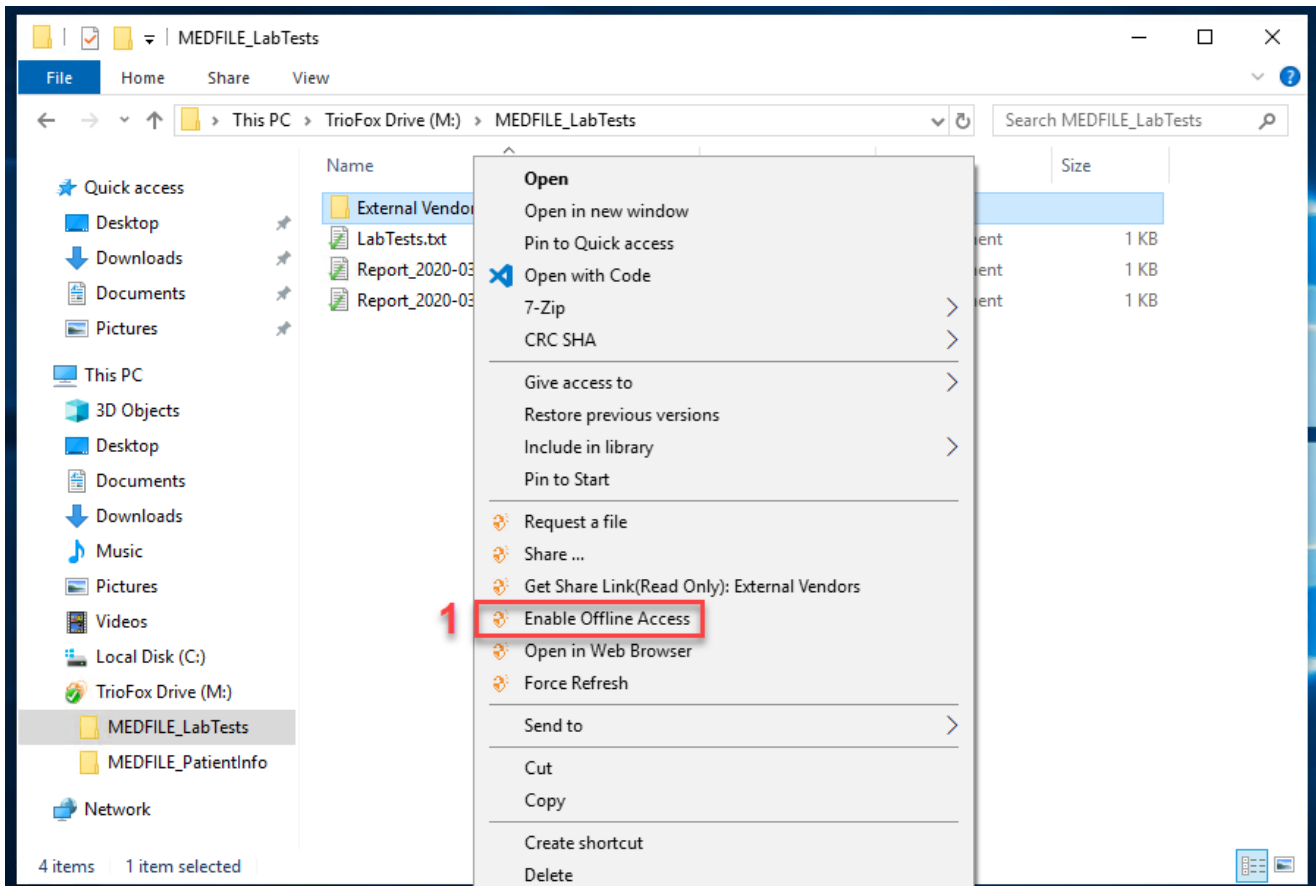 MEDFILE_LabTests
File Home Share View
This PC > TrioFox Drive (M:) > MEDFILE_LabTests
Search MEDFILE_LabTests
Name
Size
Quick access
Desktop
Downloads
Documents
Pictures
This PC
3D Objects
Desktop
Documents
Downloads
Music
Pictures
Videos
Local Disk (C:)
TrioFox Drive (M:)
MEDFILE_LabTests
MEDFILE_PatientInfo
Network
External Vendor
LabTests.txt ent 1 KB
Report_2020-03 ent 1 KB
Report_2020-03 ent 1 KB
Open
Open in new window
Pin to Quick access
Open with Code
7-Zip
CRC SHA
Give access to
Restore previous versions
Include in library
Pin to Start
Request a file
Share ...
Get Share Link(Read Only): External Vendors
1 Enable Offline Access
Open in Web Browser
Force Refresh
Send to
Cut
Copy
Create shortcut
Delete
4 items 1 item selected